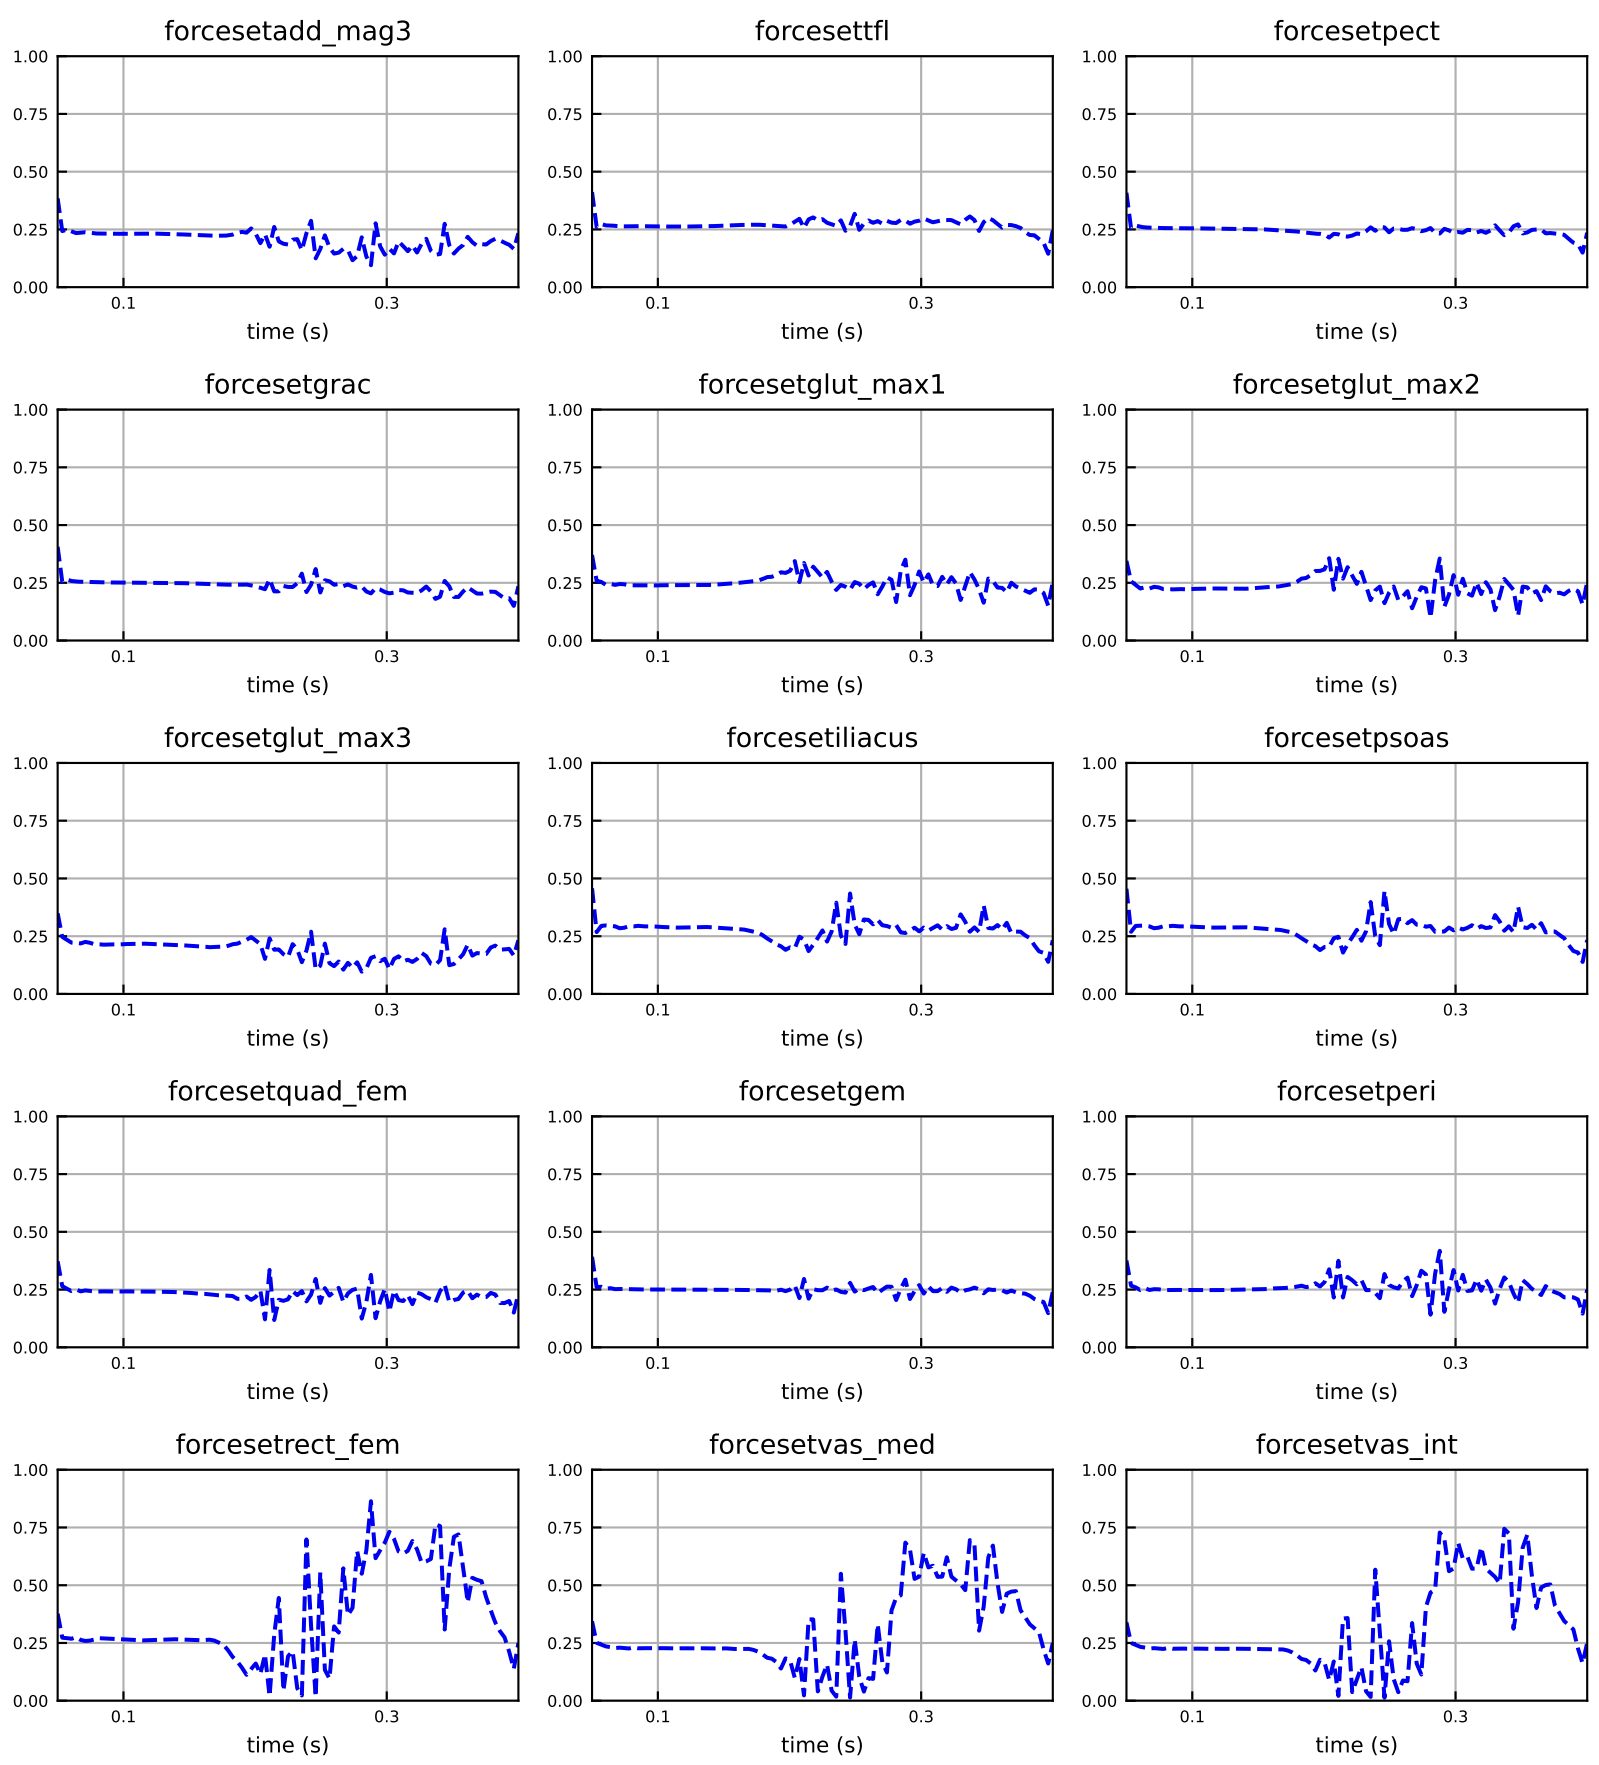 forcesetadd_mag3 forcesettfl forcesetpect
1.00 1.00 1.00
0.75 0.75 0.75
0.50 0.50 0.50
0.25 0.25 0.25
0.00 0.00 0.00
0.1 0.3 0.1 0.3 0.1 0.3
time (s) time (s) time (s)
forcesetgrac forcesetglut_max1 forcesetglut_max2
1.00 1.00 1.00
0.75 0.75 0.75
0.50 0.50 0.50
0.25 0.25 0.25
0.00 0.00 0.00
0.1 0.3 0.1 0.3 0.1 0.3
time (s) time (s) time (s)
forcesetglut_max3 forcesetiliacus forcesetpsoas
1.00 1.00 1.00
0.75 0.75 0.75
0.50 0.50 0.50
0.25 0.25 0.25
0.00 0.00 0.00
0.1 0.3 0.1 0.3 0.1 0.3
time (s) time (s) time (s)
forcesetquad_fem forcesetgem forcesetperi
1.00 1.00 1.00
0.75 0.75 0.75
0.50 0.50 0.50
0.25 0.25 0.25
0.00 0.00 0.00
0.1 0.3 0.1 0.3 0.1 0.3
time (s) time (s) time (s)
forcesetrect_fem forcesetvas_med forcesetvas_int
1.00 1.00 1.00
0.75 0.75 0.75
0.50 0.50 0.50
0.25 0.25 0.25
0.00 0.00 0.00
0.1 0.3 0.1 0.3 0.1 0.3
time (s) time (s) time (s)